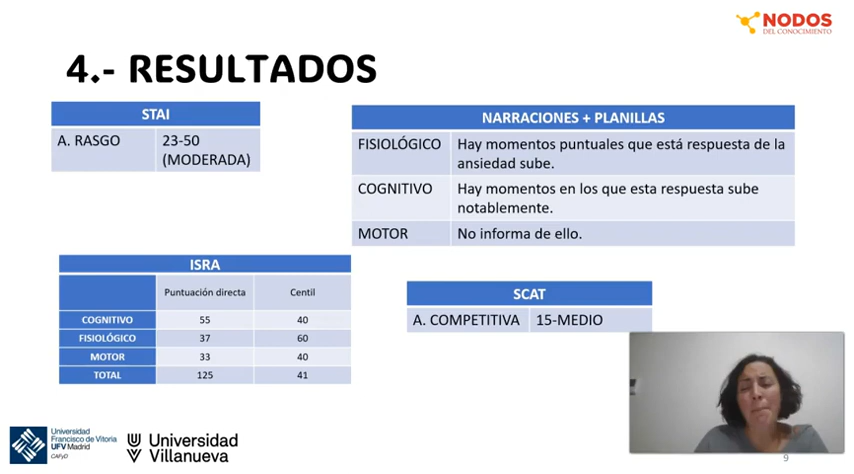 NODOS
DEL CONOCIMIENTO
4.- RESULTADOS
STAI
A. RASGO 23-50
(MODERADA)
NARRACIONES + PLANILLAS
FISIOLÓGICO Hay momentos puntuales que está respuesta de la
ansiedad sube.
COGNITIVO Hay momentos en los que esta respuesta sube
notablemente.
MOTOR No informa de ello.
ISRA
Puntuación directa Centil
COGNITIVO 55 40
FISIOLÓGICO 37 60
MOTOR 33 40
TOTAL 125 41
SCAT
A. COMPETITIVA 15-MEDIO
Universidad
Francisco de Vitoria
UFV Madrid
CAFyD
Universidad
Villanueva
9